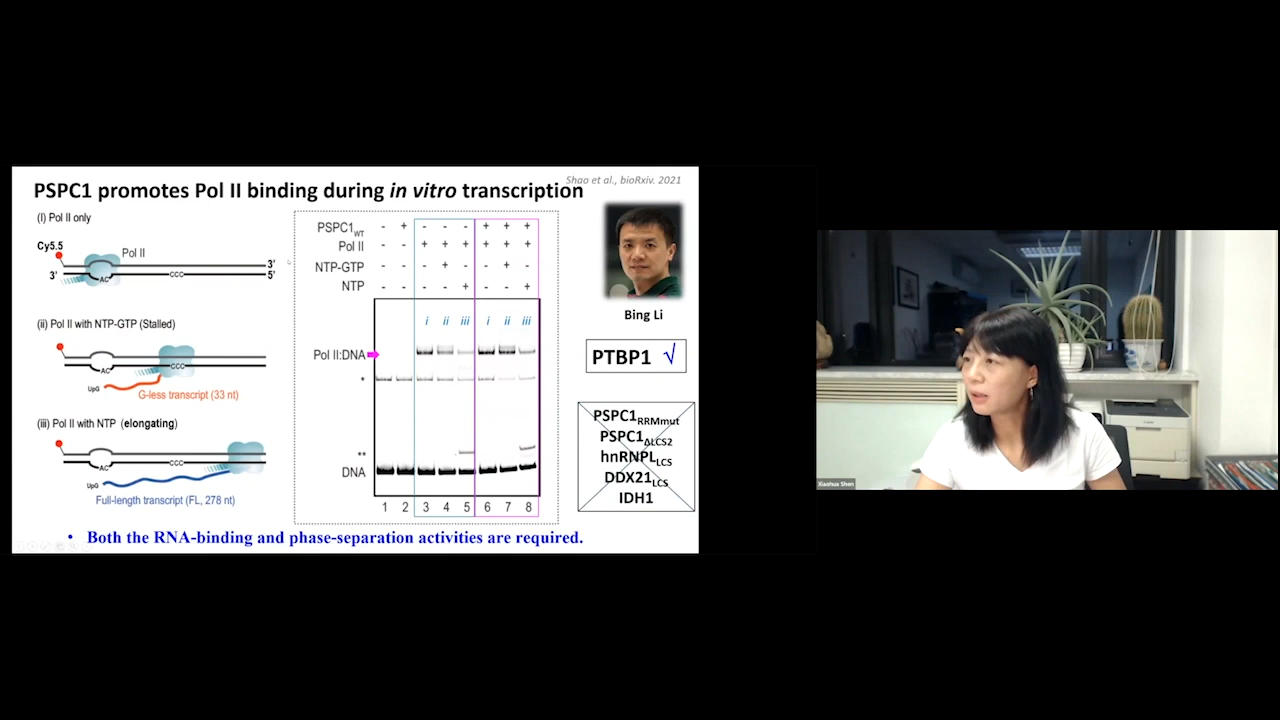 PSPC1 promotes Pol II binding during in vitro transcription
Shao et al., bioRxiv. 2021
(I) Pol II only
Cy5.5
Pol II
3'
3'
5'
AC
CCC
(ii) Pol II with NTP-GTP (Stalled)
AC
CCC
UpG
G-less transcript (33 nt)
(iii) Pol II with NTP (elongating)
AC
CCC
UpG
Full-length transcript (FL, 278 nt)
PSPC1WT - + - - - + + +
Pol II - - + + + + + +
NTP-GTP - - - + - - + -
NTP - - - - + - - +
i ii iii i ii iii
Pol II:DNA
*
**
DNA
1 2 3 4 5 6 7 8
Bing Li
PTBP1 √
PSPC1RRMmut
PSPC1ΔLCS2
hnRNPLLCS
DDX21LCS
IDH1
• Both the RNA-binding and phase-separation activities are required.
Xiaohua Shen